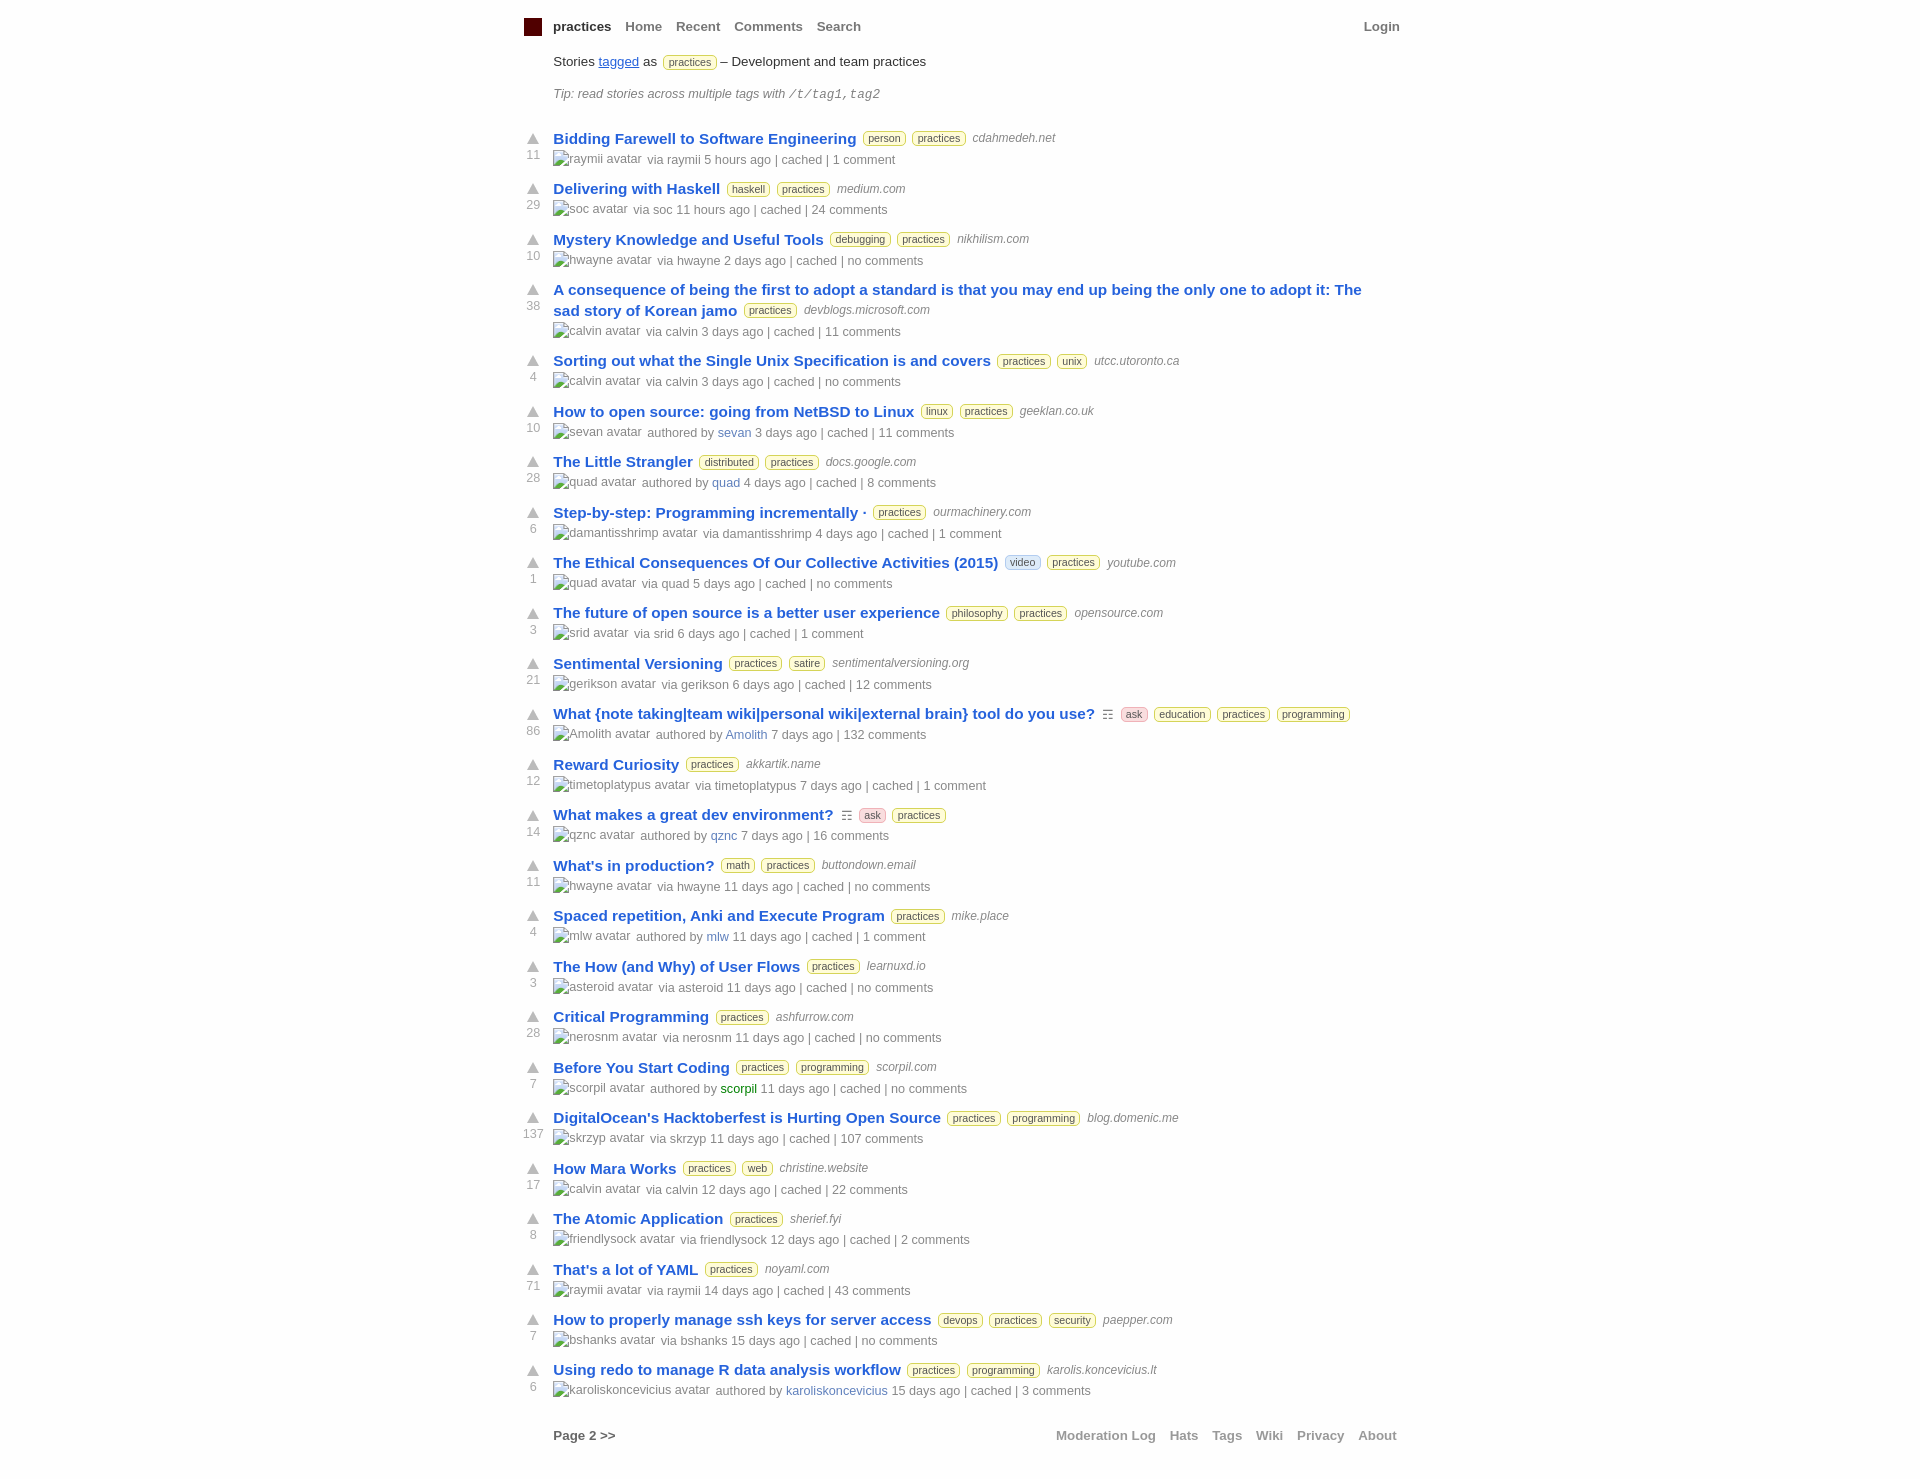 practices Home Recent Comments Search Login
Stories tagged as practices – Development and team practices
Tip: read stories across multiple tags with /t/tag1,tag2
Bidding Farewell to Software Engineering person practices cdahmedeh.net
11 raymii avatar via raymii 5 hours ago | cached | 1 comment
Delivering with Haskell haskell practices medium.com
29 soc avatar via soc 11 hours ago | cached | 24 comments
Mystery Knowledge and Useful Tools debugging practices nikhilism.com
10 hwayne avatar via hwayne 2 days ago | cached | no comments
A consequence of being the first to adopt a standard is that you may end up being the only one to adopt it: The
38 sad story of Korean jamo practices devblogs.microsoft.com
calvin avatar via calvin 3 days ago | cached | 11 comments
Sorting out what the Single Unix Specification is and covers practices unix utcc.utoronto.ca
4 calvin avatar via calvin 3 days ago | cached | no comments
How to open source: going from NetBSD to Linux linux practices geeklan.co.uk
10 sevan avatar authored by sevan 3 days ago | cached | 11 comments
The Little Strangler distributed practices docs.google.com
28 quad avatar authored by quad 4 days ago | cached | 8 comments
Step-by-step: Programming incrementally · practices ourmachinery.com
6 damantisshrimp avatar via damantisshrimp 4 days ago | cached | 1 comment
The Ethical Consequences Of Our Collective Activities (2015) video practices youtube.com
1 quad avatar via quad 5 days ago | cached | no comments
The future of open source is a better user experience philosophy practices opensource.com
3 srid avatar via srid 6 days ago | cached | 1 comment
Sentimental Versioning practices satire sentimentalversioning.org
21 gerikson avatar via gerikson 6 days ago | cached | 12 comments
What {note taking|team wiki|personal wiki|external brain} tool do you use? ☶ ask education practices programming
86 Amolith avatar authored by Amolith 7 days ago | 132 comments
Reward Curiosity practices akkartik.name
12 timetoplatypus avatar via timetoplatypus 7 days ago | cached | 1 comment
What makes a great dev environment? ☶ ask practices
14 qznc avatar authored by qznc 7 days ago | 16 comments
What's in production? math practices buttondown.email
11 hwayne avatar via hwayne 11 days ago | cached | no comments
Spaced repetition, Anki and Execute Program practices mike.place
4 mlw avatar authored by mlw 11 days ago | cached | 1 comment
The How (and Why) of User Flows practices learnuxd.io
3 asteroid avatar via asteroid 11 days ago | cached | no comments
Critical Programming practices ashfurrow.com
28 nerosnm avatar via nerosnm 11 days ago | cached | no comments
Before You Start Coding practices programming scorpil.com
7 scorpil avatar authored by scorpil 11 days ago | cached | no comments
DigitalOcean's Hacktoberfest is Hurting Open Source practices programming blog.domenic.me
137 skrzyp avatar via skrzyp 11 days ago | cached | 107 comments
How Mara Works practices web christine.website
17 calvin avatar via calvin 12 days ago | cached | 22 comments
The Atomic Application practices sherief.fyi
8 friendlysock avatar via friendlysock 12 days ago | cached | 2 comments
That's a lot of YAML practices noyaml.com
71 raymii avatar via raymii 14 days ago | cached | 43 comments
How to properly manage ssh keys for server access devops practices security paepper.com
7 bshanks avatar via bshanks 15 days ago | cached | no comments
Using redo to manage R data analysis workflow practices programming karolis.koncevicius.lt
6 karoliskoncevicius avatar authored by karoliskoncevicius 15 days ago | cached | 3 comments
Page 2 >> Moderation Log Hats Tags Wiki Privacy About